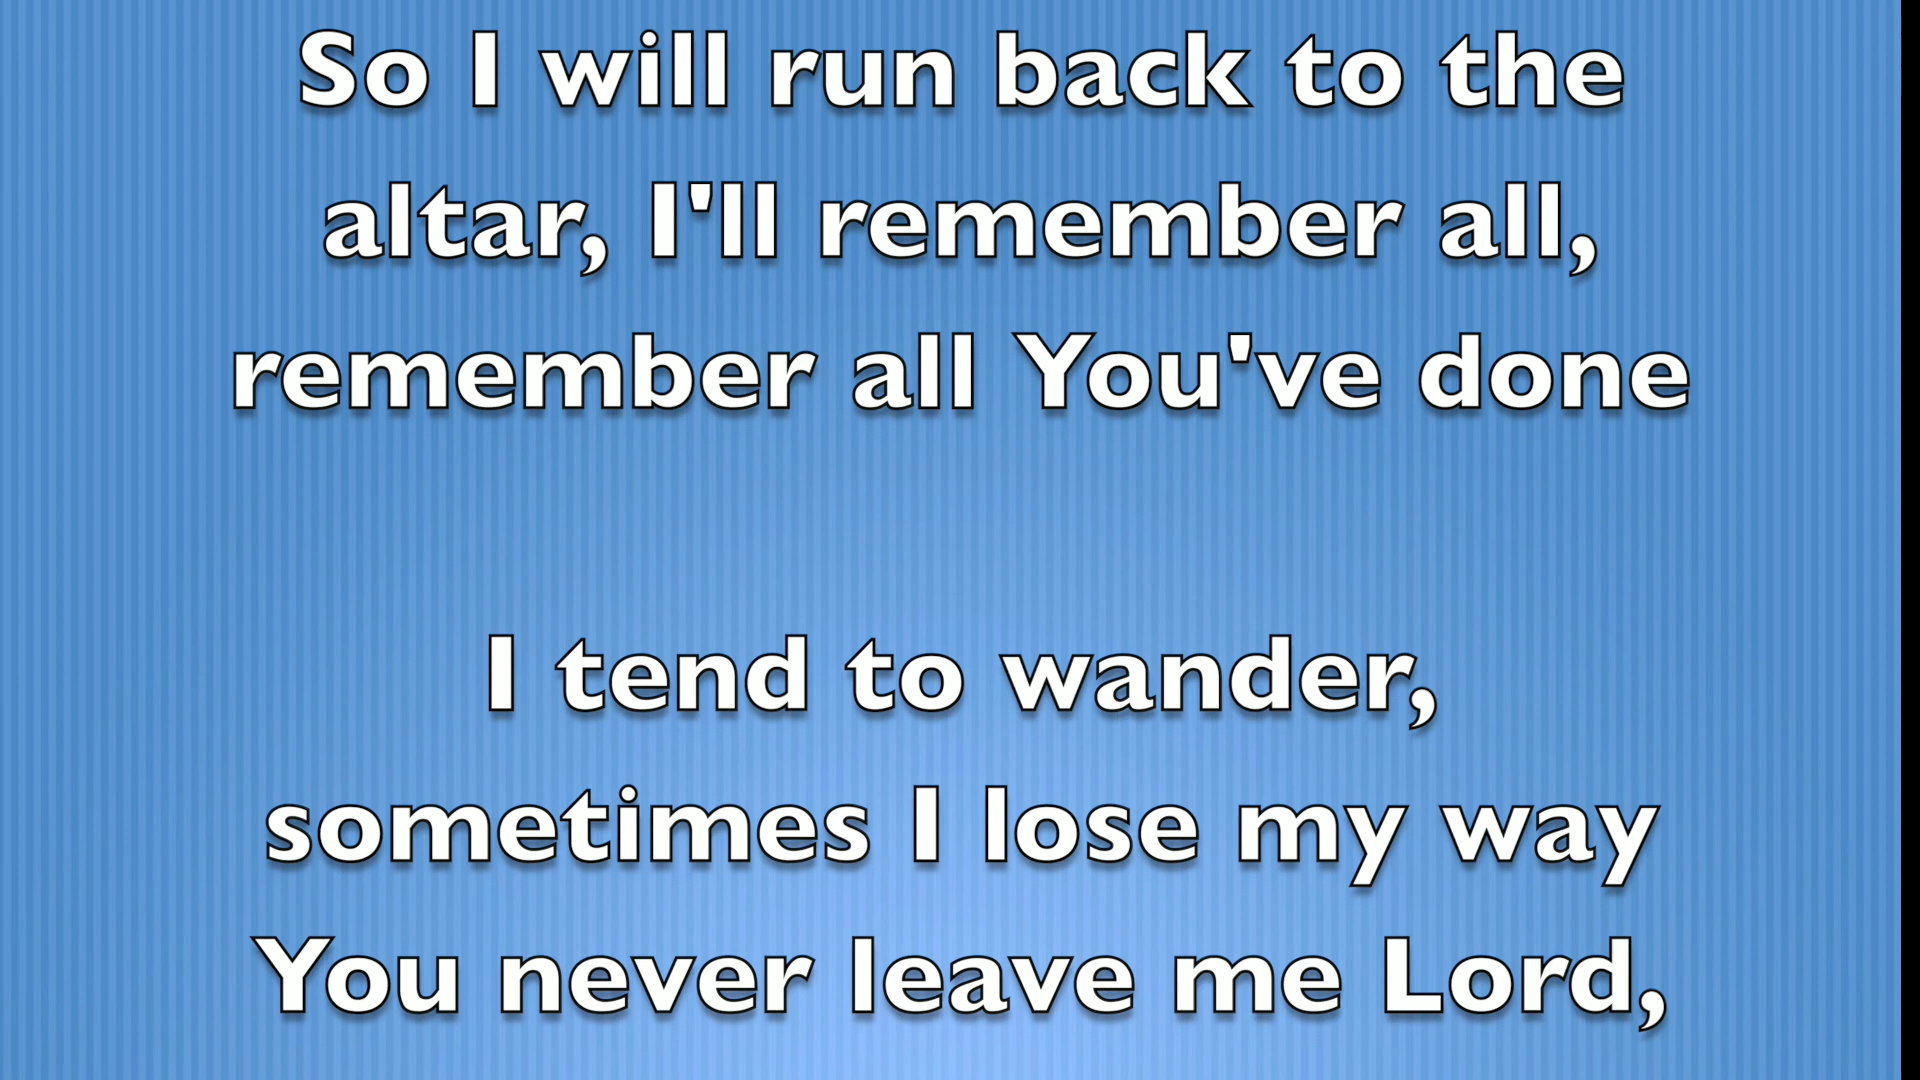 So I will run back to the
altar, I'll remember all,
remember all You've done
I tend to wander,
sometimes I lose my way
You never leave me Lord,